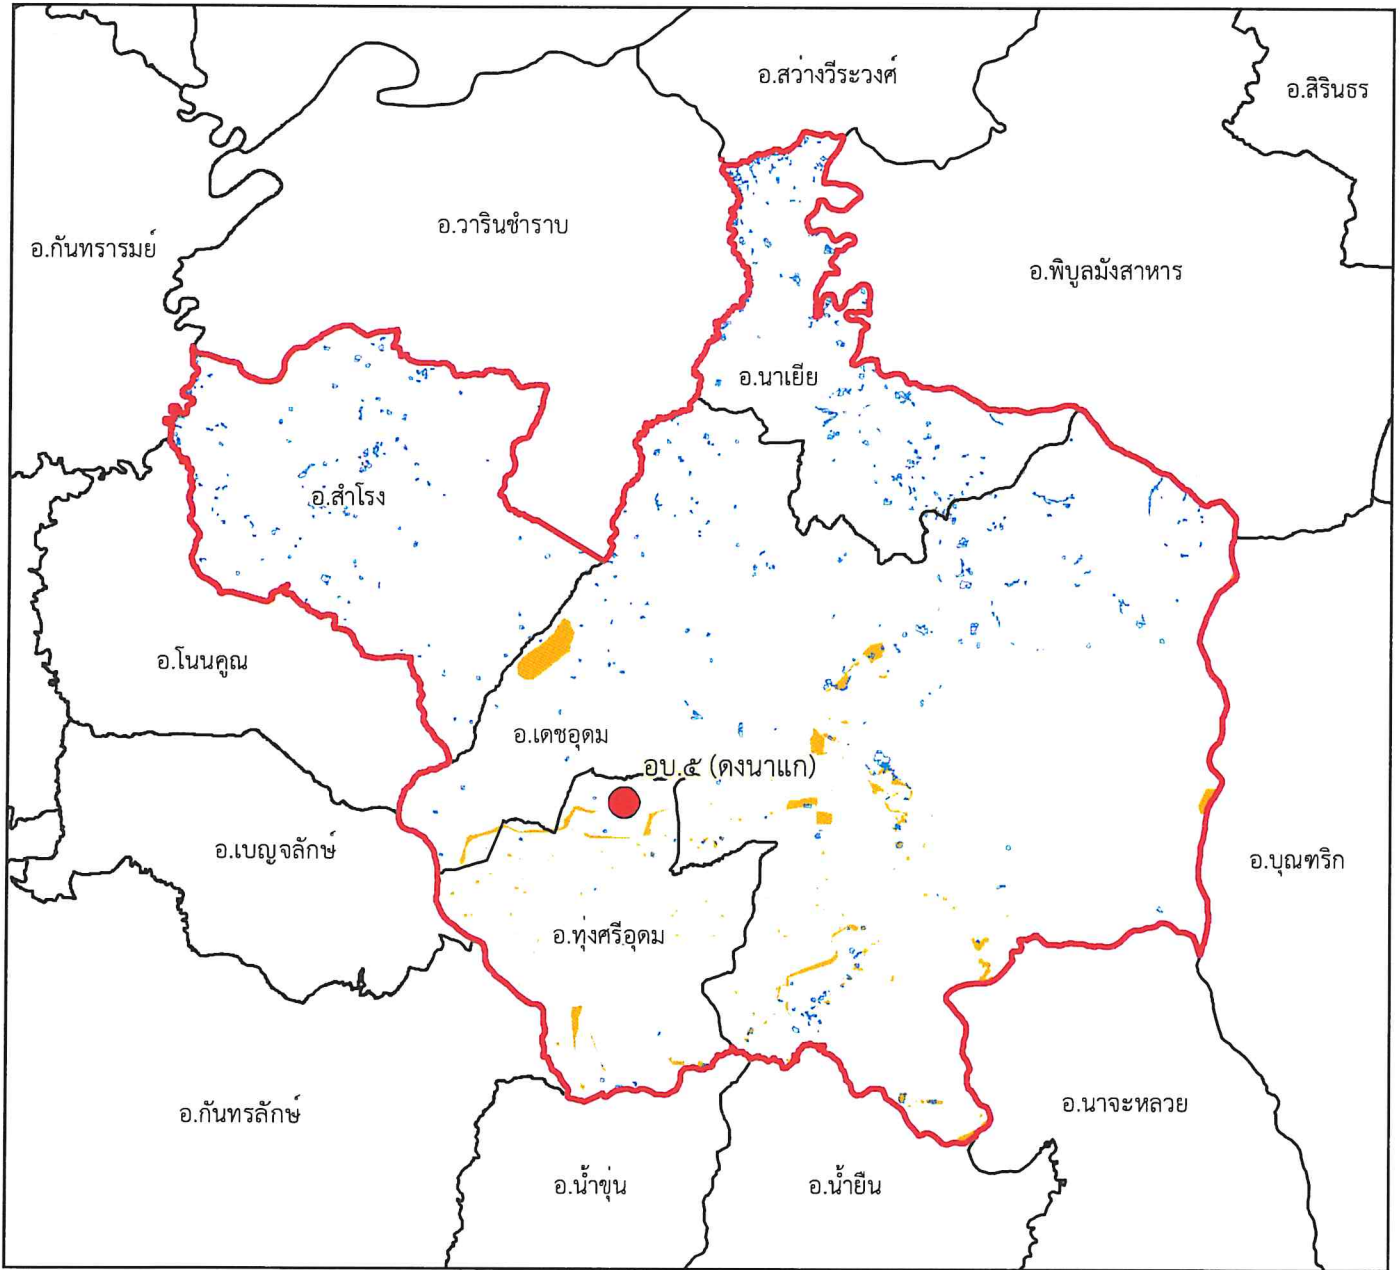 อ.สว่างวีระวงศ์
อ.สิรินธร
อ.วารินชำราบ
อ.กันทรารมย์
อ.พิบูลมังสาหาร
อ.นาเยีย
อ.สำโรง
อ.โนนคูณ
อ.เดชอุดม
อบ.๕ (ดงนาแก)
อ.เบญจลักษ์
อ.บุณฑริก
อ.ทุ่งศรีอุดม
อ.กันทรลักษ์
อ.นาจะหลวย
อ.น้ำขุ่น
อ.น้ำยืน